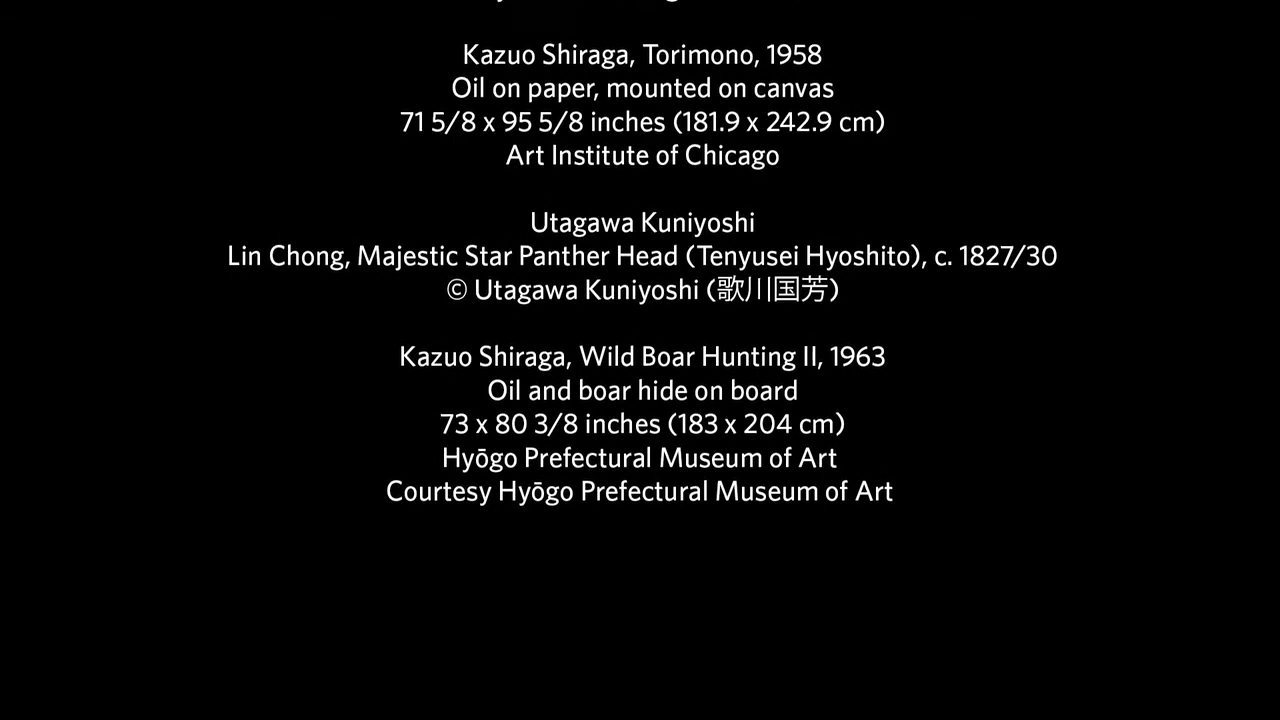 Kazuo Shiraga, Torimono, 1958
Oil on paper, mounted on canvas
71 5/8 x 95 5/8 inches (181.9 x 242.9 cm)
Art Institute of Chicago
Utagawa Kuniyoshi
Lin Chong, Majestic Star Panther Head (Tenyusei Hyoshito), c. 1827/30
© Utagawa Kuniyoshi (歌川国芳)
Kazuo Shiraga, Wild Boar Hunting II, 1963
Oil and boar hide on board
73 x 80 3/8 inches (183 x 204 cm)
Hyōgo Prefectural Museum of Art
Courtesy Hyōgo Prefectural Museum of Art